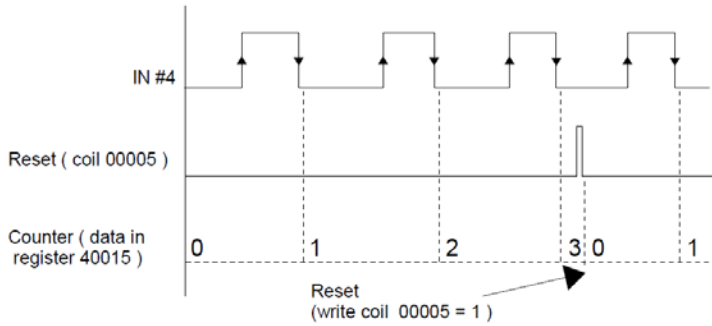 IN #4
Reset ( coil 00005 )
Counter ( data in
register 40015 )
0 1 2 3 0 1
Reset
(write coil 00005 = 1 )